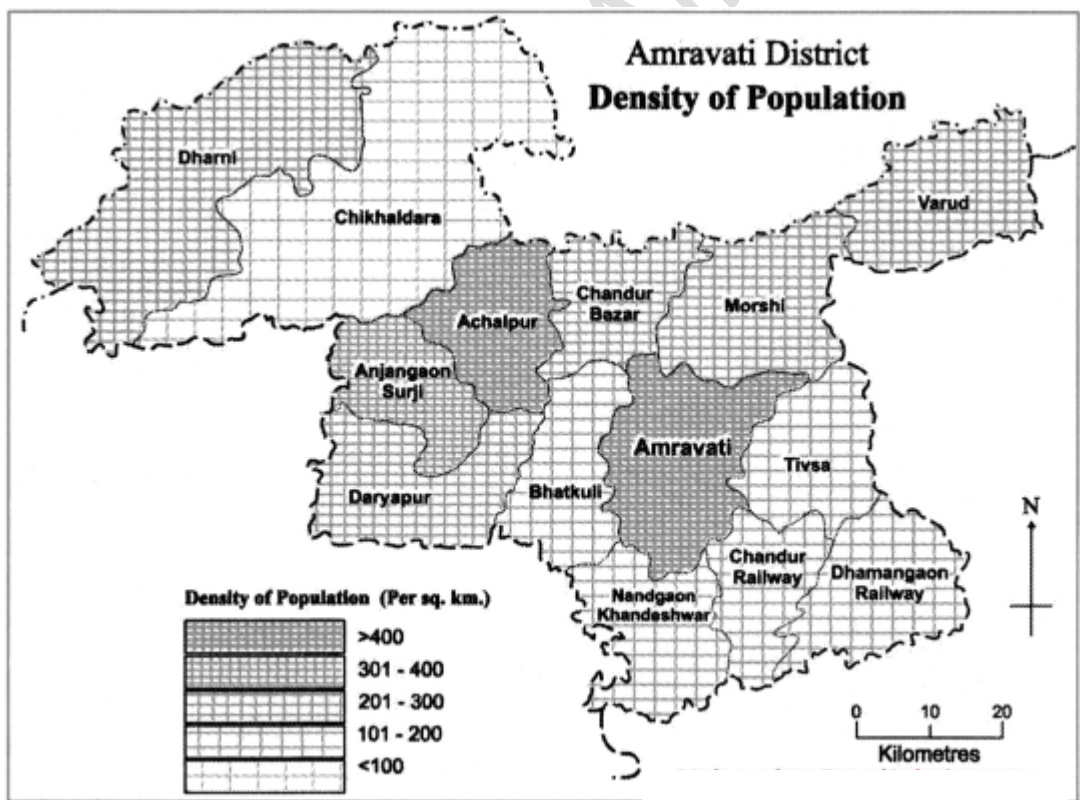 Amravati District
Density of Population
Dharni
Varud
Chikhaldara
Chandur
Bazar
Morshi
Achalpur
Anjangaon
Surji
Amravati
Tivsa
Daryapur
Bhatkuli
N
Chandur
Railway
Dhamangaon
Railway
Nandgaon
Khandeshwar
Density of Population (Per sq. km.)
>400
301 - 400
201 - 300
101 - 200
<100
0 10 20
Kilometres